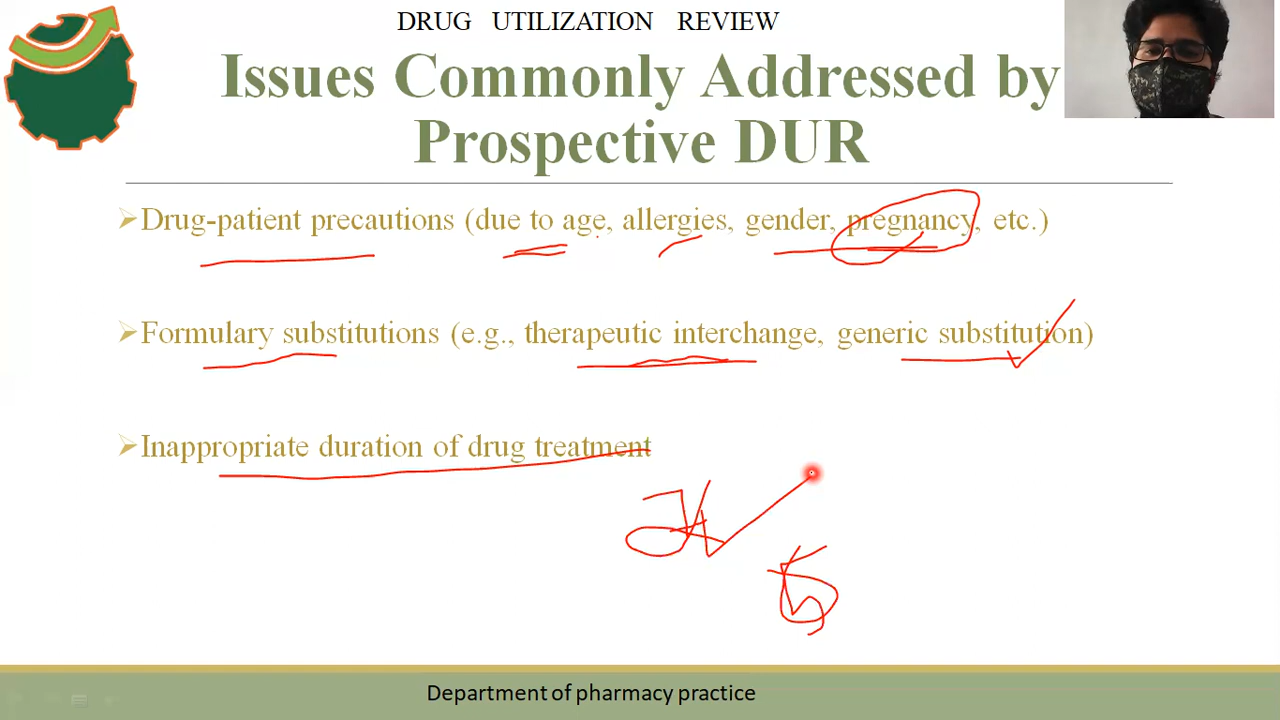 DRUG UTILIZATION REVIEW
Issues Commonly Addressed by
Prospective DUR
Drug-patient precautions (due to age, allergies, gender, pregnancy, etc.)
Formulary substitutions (e.g., therapeutic interchange, generic substitution)
Inappropriate duration of drug treatment
Department of pharmacy practice